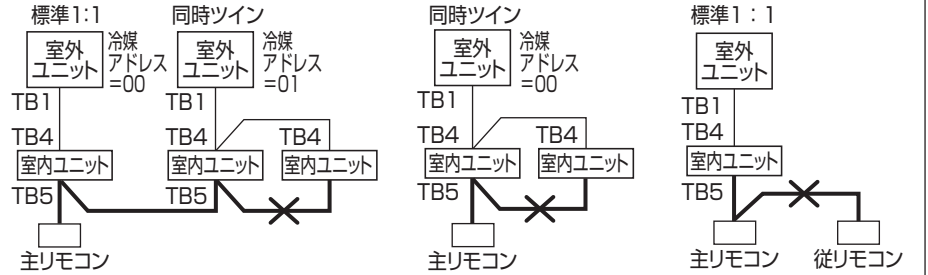 標準1:1
室外
ユニット
冷媒
アドレス
=00
TB1
TB4
室内ユニット
TB5
主リモコン
同時ツイン
室外
ユニット
冷媒
アドレス
=01
TB1
TB4
TB4
室内ユニット
室内ユニット
TB5
同時ツイン
室外
ユニット
冷媒
アドレス
=00
TB1
TB4
TB4
室内ユニット
室内ユニット
TB5
主リモコン
標準1：1
室外
ユニット
TB1
TB4
室内ユニット
TB5
主リモコン
従リモコン